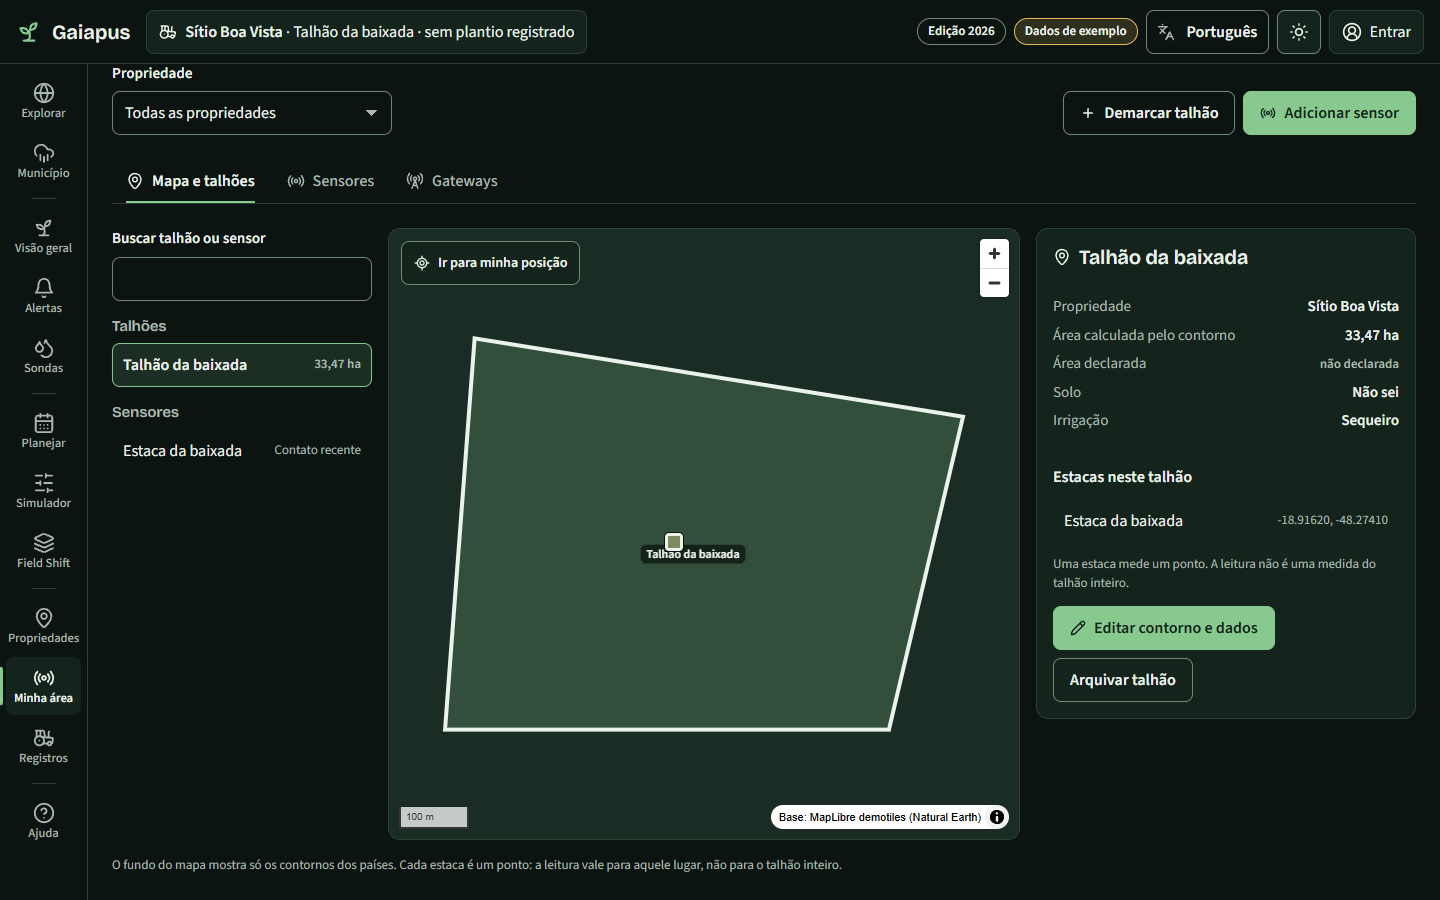 Gaiapus
Sítio Boa Vista · Talhão da baixada · sem plantio registrado
Edição 2026
Dados de exemplo
Português
Entrar
Explorar
Município
Visão geral
Alertas
Sondas
Planejar
Simulador
Field Shift
Propriedades
Minha área
Registros
Ajuda
Propriedade
Todas as propriedades
Demarcar talhão
Adicionar sensor
Mapa e talhões
Sensores
Gateways
Buscar talhão ou sensor
Talhões
Talhão da baixada 33,47 ha
Sensores
Estaca da baixada Contato recente
Ir para minha posição
Talhão da baixada
100 m
Base: MapLibre demotiles (Natural Earth)
Talhão da baixada
Propriedade Sítio Boa Vista
Área calculada pelo contorno 33,47 ha
Área declarada não declarada
Solo Não sei
Irrigação Sequeiro
Estacas neste talhão
Estaca da baixada -18.91620, -48.27410
Uma estaca mede um ponto. A leitura não é uma medida do
talhão inteiro.
Editar contorno e dados
Arquivar talhão
O fundo do mapa mostra só os contornos dos países. Cada estaca é um ponto: a leitura vale para aquele lugar, não para o talhão inteiro.